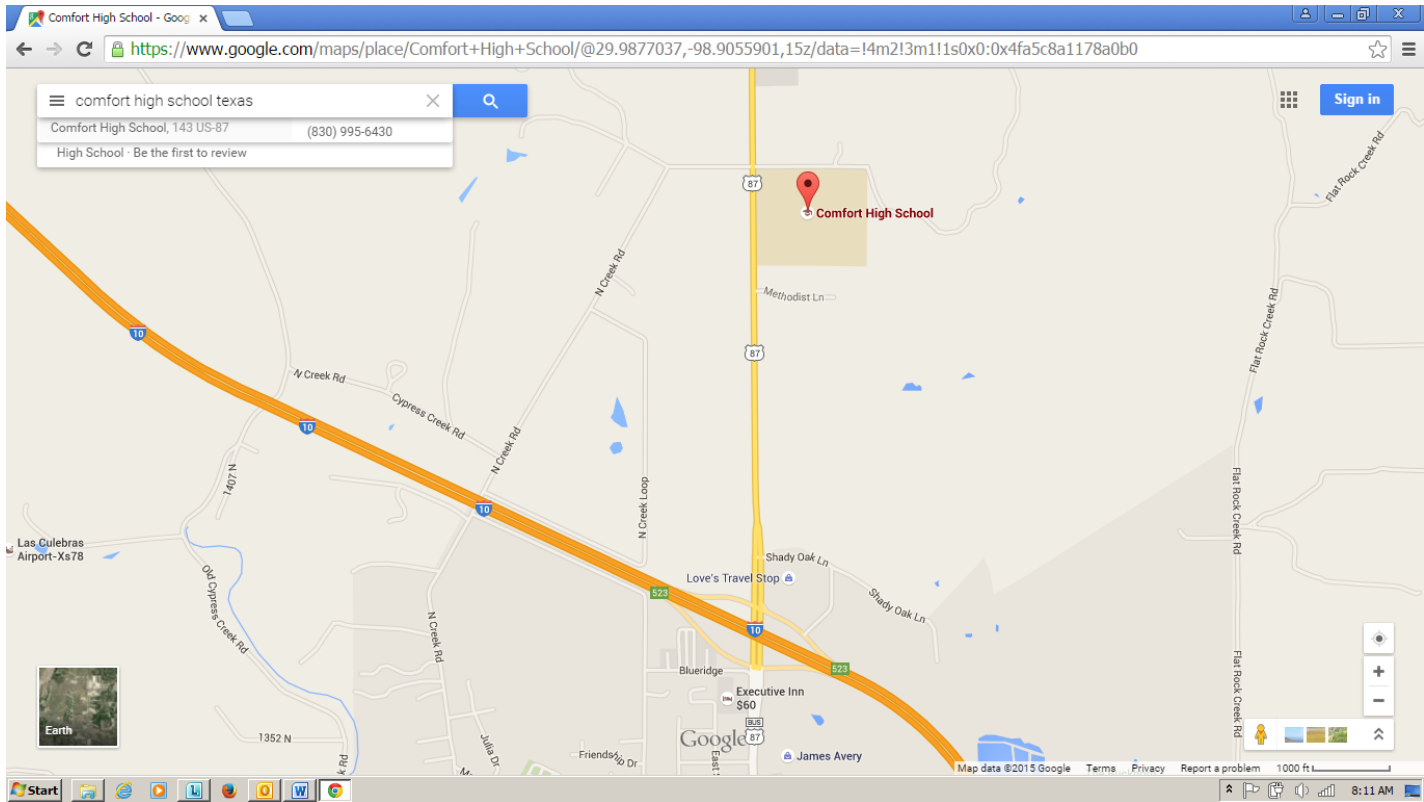 Comfort High School - Goog
https://www.google.com/maps/place/Comfort+High+School/@29.9877037,-98.9055901,15z/data=!4m2!3m1!1s0x0:0x4fa5c8a1178a0b0
comfort high school texas
Sign in
Comfort High School, 143 US-87
(830) 995-6430
High School · Be the first to review
Flat Rock Creek Rd
87
Comfort High School
N Creek Rd
Methodist Ln
10
87
Flat Rock Creek Rd
N Creek Rd
Cypress Creek Rd
10
N Creek Rd
1407 N
N Creek Loop
Flat Rock Creek Rd
10
Las Culebras
Airport-Xs78
Shady Oak Ln
Love's Travel Stop
Old Cypress Creek Rd
523
Shady Oak Ln
N Creek Rd
10
Blueridge
523
Flat Rock Creek Rd
Executive Inn
$60
Earth
BUS
87
1352 N
k Rd
Julia Dr
Friendship Dr
Google
East S
James Avery
Map data ©2015 Google
Terms
Privacy
Report a problem
1000 ft
Start
8:11 AM